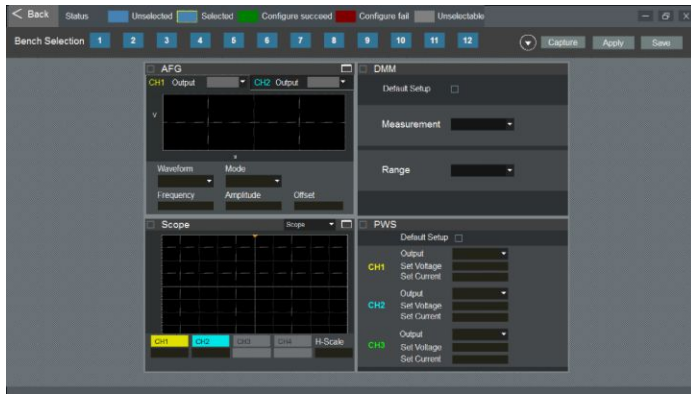 < Back Status Unselected Selected Configure succeed Configure fail Unselectable
Bench Selection 1 2 3 4 5 6 7 8 9 10 11 12 Capture Apply Save
AFG
CH1 Output CH2 Output
V
s
Waveform Mode
Frequency Amplitude Offset
DMM
Default Setup
Measurement
Range
Scope Scope
CH1 CH2 CH3 CH4 H-Scale
PWS
Default Setup
Output
CH1 Set Voltage
Set Current
Output
CH2 Set Voltage
Set Current
Output
CH3 Set Voltage
Set Current